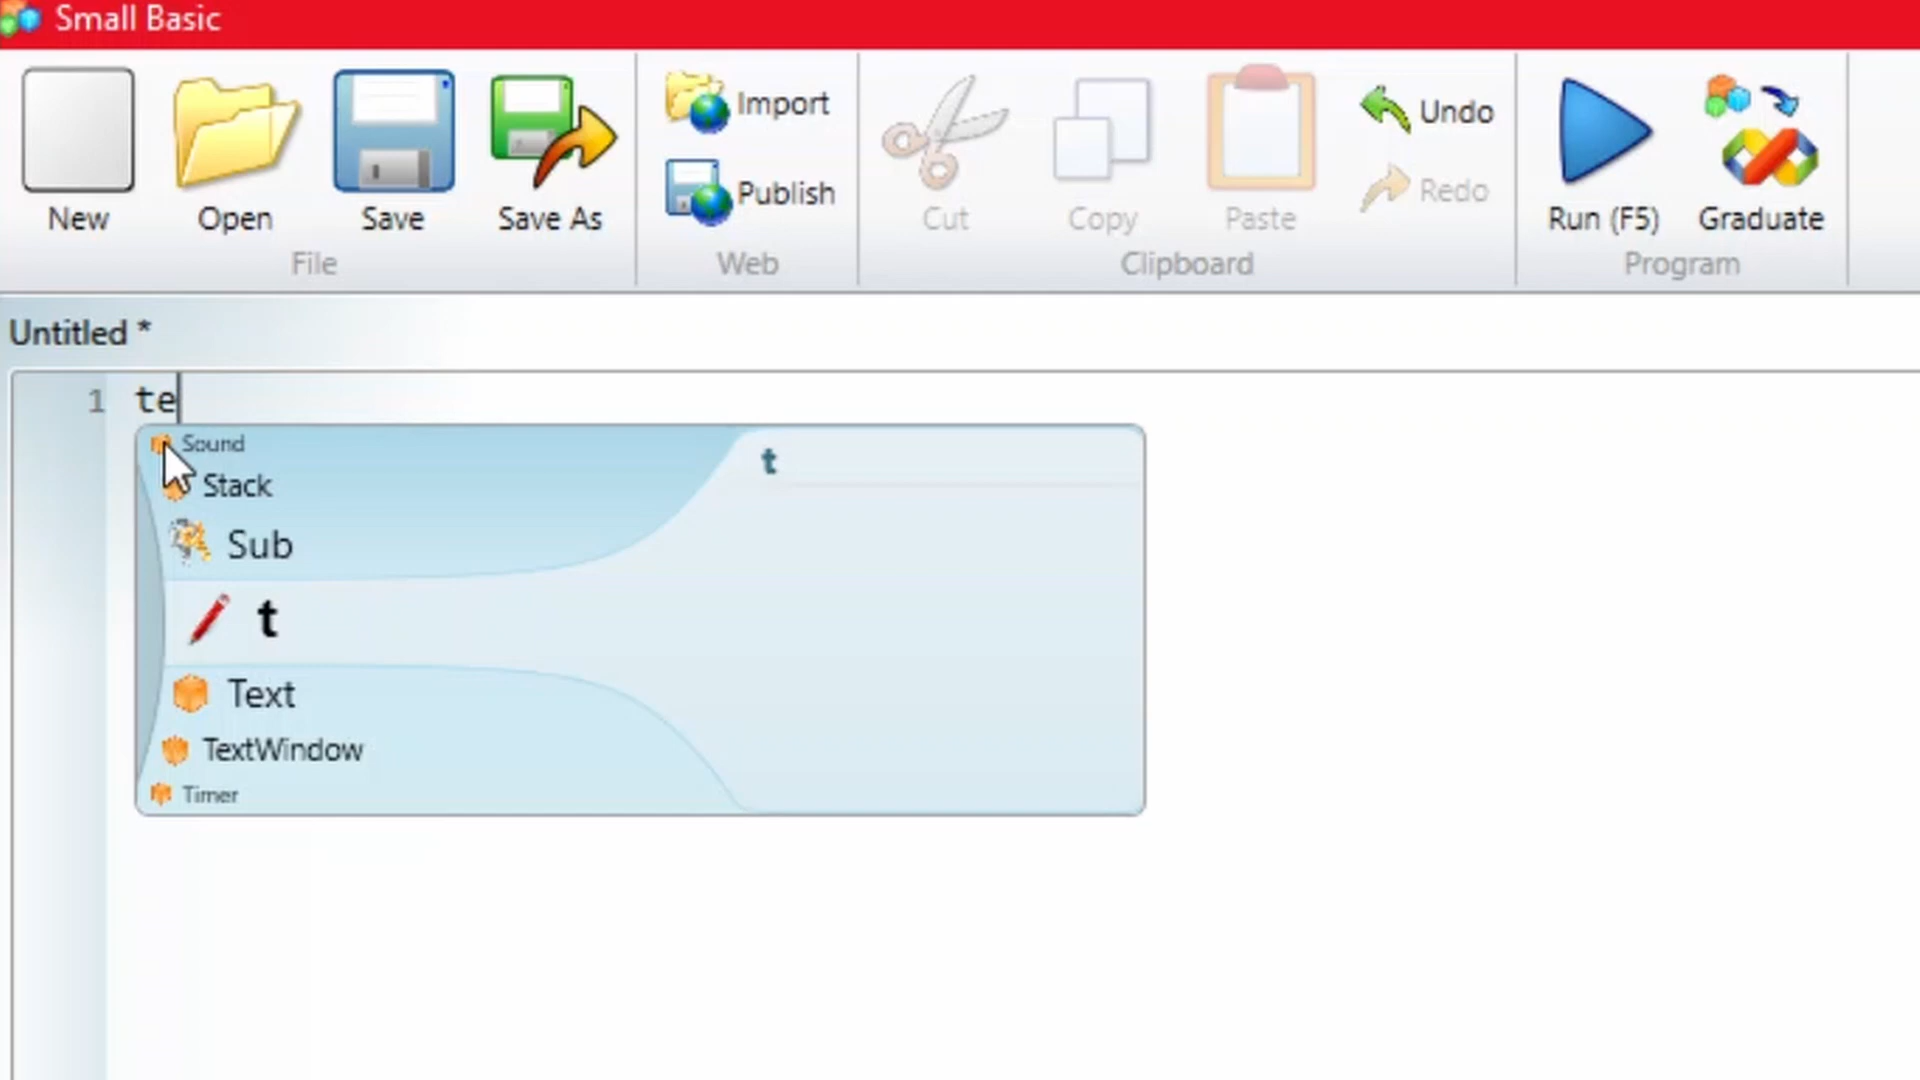 Small Basic
New
Open
Save
Save As
File
Import
Publish
Web
Cut
Copy
Paste
Undo
Redo
Clipboard
Run (F5)
Graduate
Program
Untitled *
1 te
Sound
Stack
Sub
t
Text
TextWindow
Timer
t